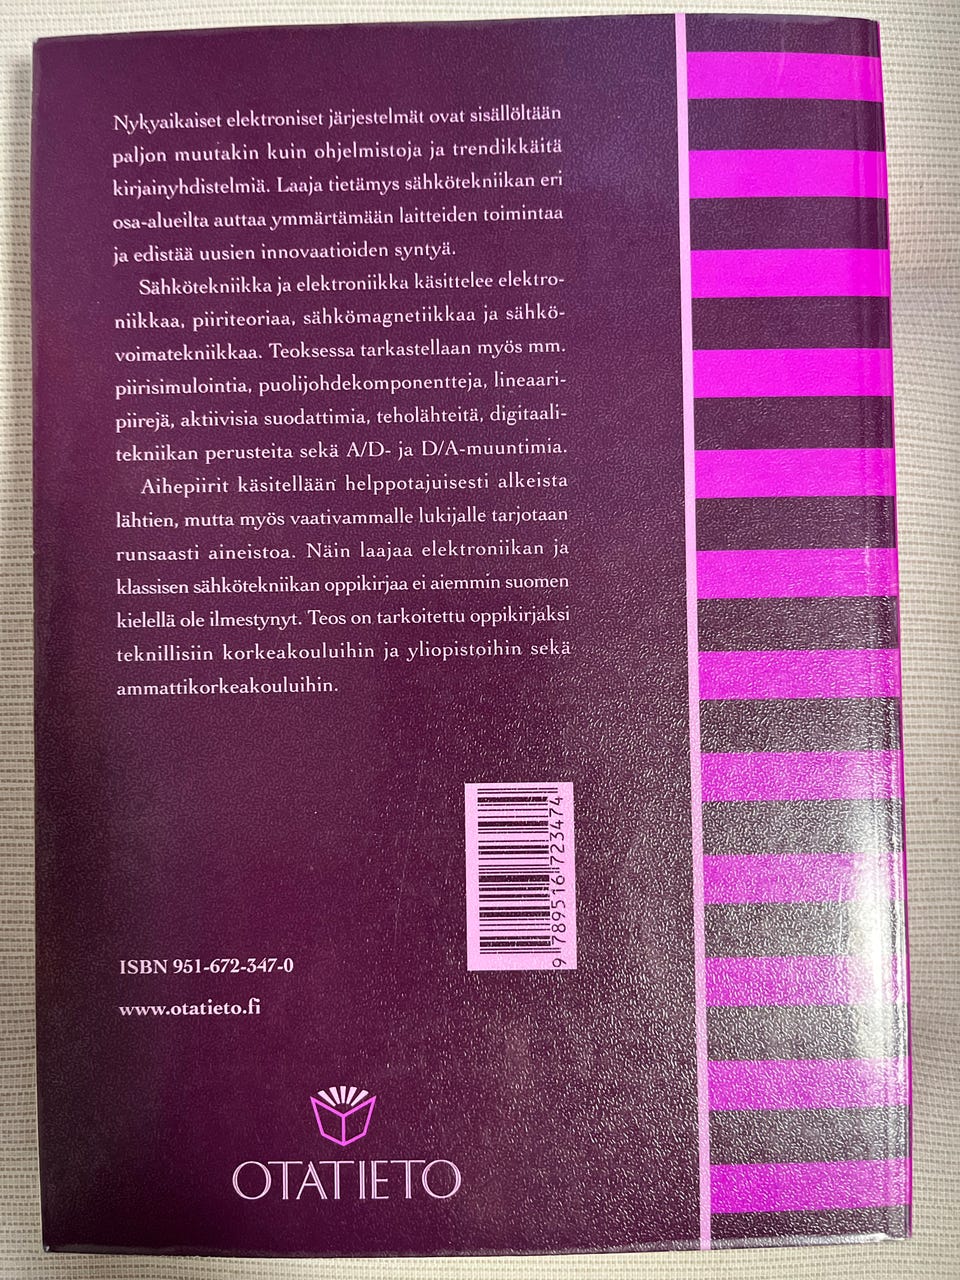 Nykyaikaiset elektroniset järjestelmät ovat sisällöltään
paljon muutakin kuin ohjelmistoja ja trendikkäitä
kirjainyhdistelmiä. Laaja tietämys sähkötekniikan eri
osa-alueilta auttaa ymmärtämään laitteiden toimintaa
ja edistää uusien innovaatioiden syntyä.
Sähkötekniikka ja elektroniikka käsittelee elektro-
niikkaa, piiriteoriaa, sähkömagnetiikkaa ja sähkö-
voimatekniikkaa. Teoksessa tarkastellaan myös mm.
piirisimulointia, puolijohdekomponentteja, lineaari-
piirejä, aktiivisia suodattimia, teholähteitä, digitaali-
tekniikan perusteita sekä A/D- ja D/A-muuntimia.
Aihepiirit käsitellään helppotajuisesti alkeista
lähtien, mutta myös vaativammalle lukijalle tarjotaan
runsaasti aineistoa. Näin laajaa elektroniikan ja
klassisen sähkötekniikan oppikirjaa ei aiemmin suomen
kielellä ole ilmestynyt. Teos on tarkoitettu oppikirjaksi
teknillisiin korkeakouluihin ja yliopistoihin sekä
ammattikorkeakouluihin.
9 789516 723474
ISBN 951-672-347-0
www.otatieto.fi
OTATIETO